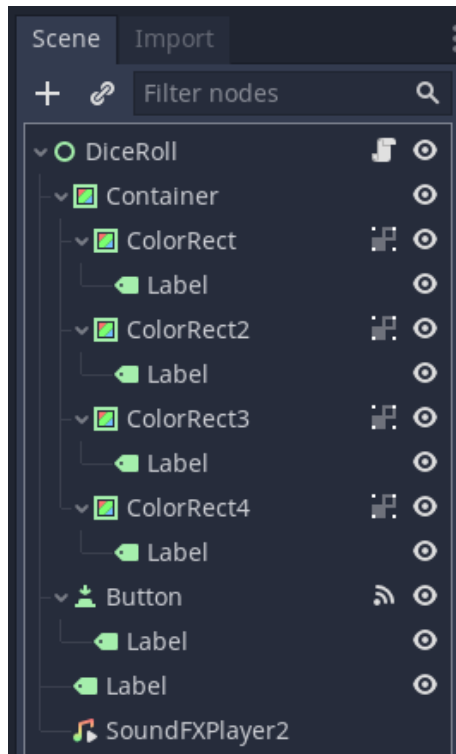 Scene Import
Filter nodes
DiceRoll
Container
ColorRect
Label
ColorRect2
Label
ColorRect3
Label
ColorRect4
Label
Button
Label
Label
SoundFXPlayer2